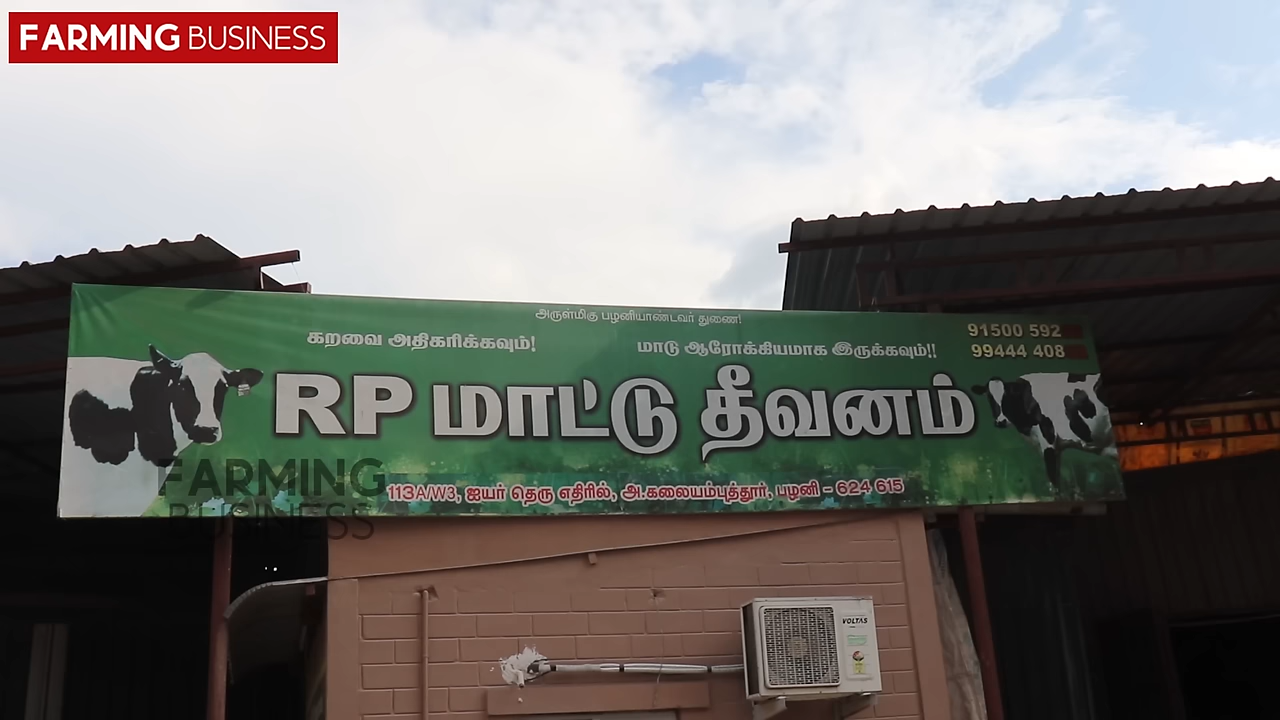 FARMING BUSINESS
அருள்மிகு பழனியாண்டவர் துணை!
கறவை அதிகரிக்கவும்!
மாடு ஆரோக்கியமாக இருக்கவும்!!
91500 592
99444 408
RP மாட்டு தீவனம்
113A/W3, ஐயர் தெரு எதிரில், அ.கலையம்புத்தூர், பழனி - 624 615
FARMING
BUSINESS
VOLTAS